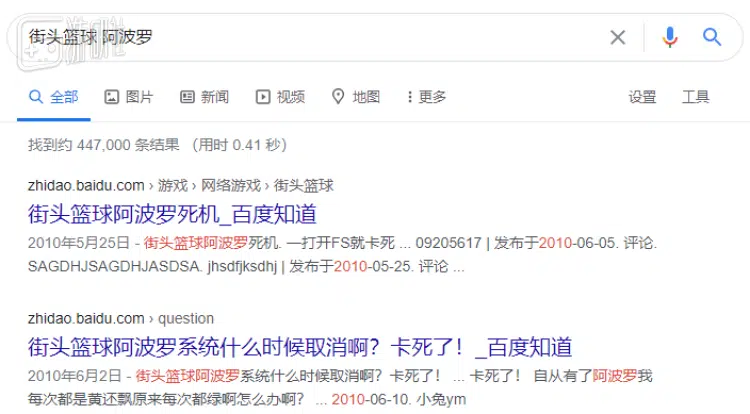 街头篮球 阿波罗
游研社
全部 图片 新闻 视频 地图 更多 设置 工具
找到约 447,000 条结果 （用时 0.41 秒）
zhidao.baidu.com › 游戏 › 网络游戏 › 街头篮球
街头篮球阿波罗死机_百度知道
2010年5月25日 - 街头篮球阿波罗死机. 一打开FS就卡死 ... 09205617 | 发布于2010-06-05. 评论.
SAGDHJSAGDHJASDSA. jhsdfjksdhj | 发布于2010-05-25. 评论 ...
zhidao.baidu.com › question
街头篮球阿波罗系统什么时候取消啊？卡死了！_百度知道
2010年6月2日 - 街头篮球阿波罗系统什么时候取消啊？卡死了！ ... 卡死了！ 自从有了阿波罗我
每次都是黄还飘原来每次都绿啊怎么办啊？ ... 2010-06-10. 小兔ym